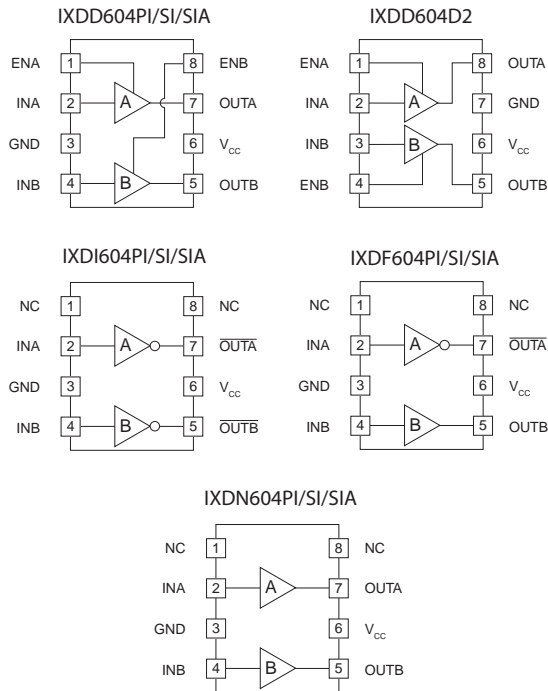 IXDD604PI/SI/SIA
ENA 1 8 ENB
INA 2 A 7 OUTA
GND 3 6 VCC
INB 4 B 5 OUTB
IXDD604D2
ENA 1 8 OUTA
INA 2 A 7 GND
INB 3 B 6 VCC
ENB 4 5 OUTB
IXDI604PI/SI/SIA
NC 1 8 NC
INA 2 A 7 OUTA
GND 3 6 VCC
INB 4 B 5 OUTB
IXDF604PI/SI/SIA
NC 1 8 NC
INA 2 A 7 OUTA
GND 3 6 VCC
INB 4 B 5 OUTB
IXDN604PI/SI/SIA
NC 1 8 NC
INA 2 A 7 OUTA
GND 3 6 VCC
INB 4 B 5 OUTB